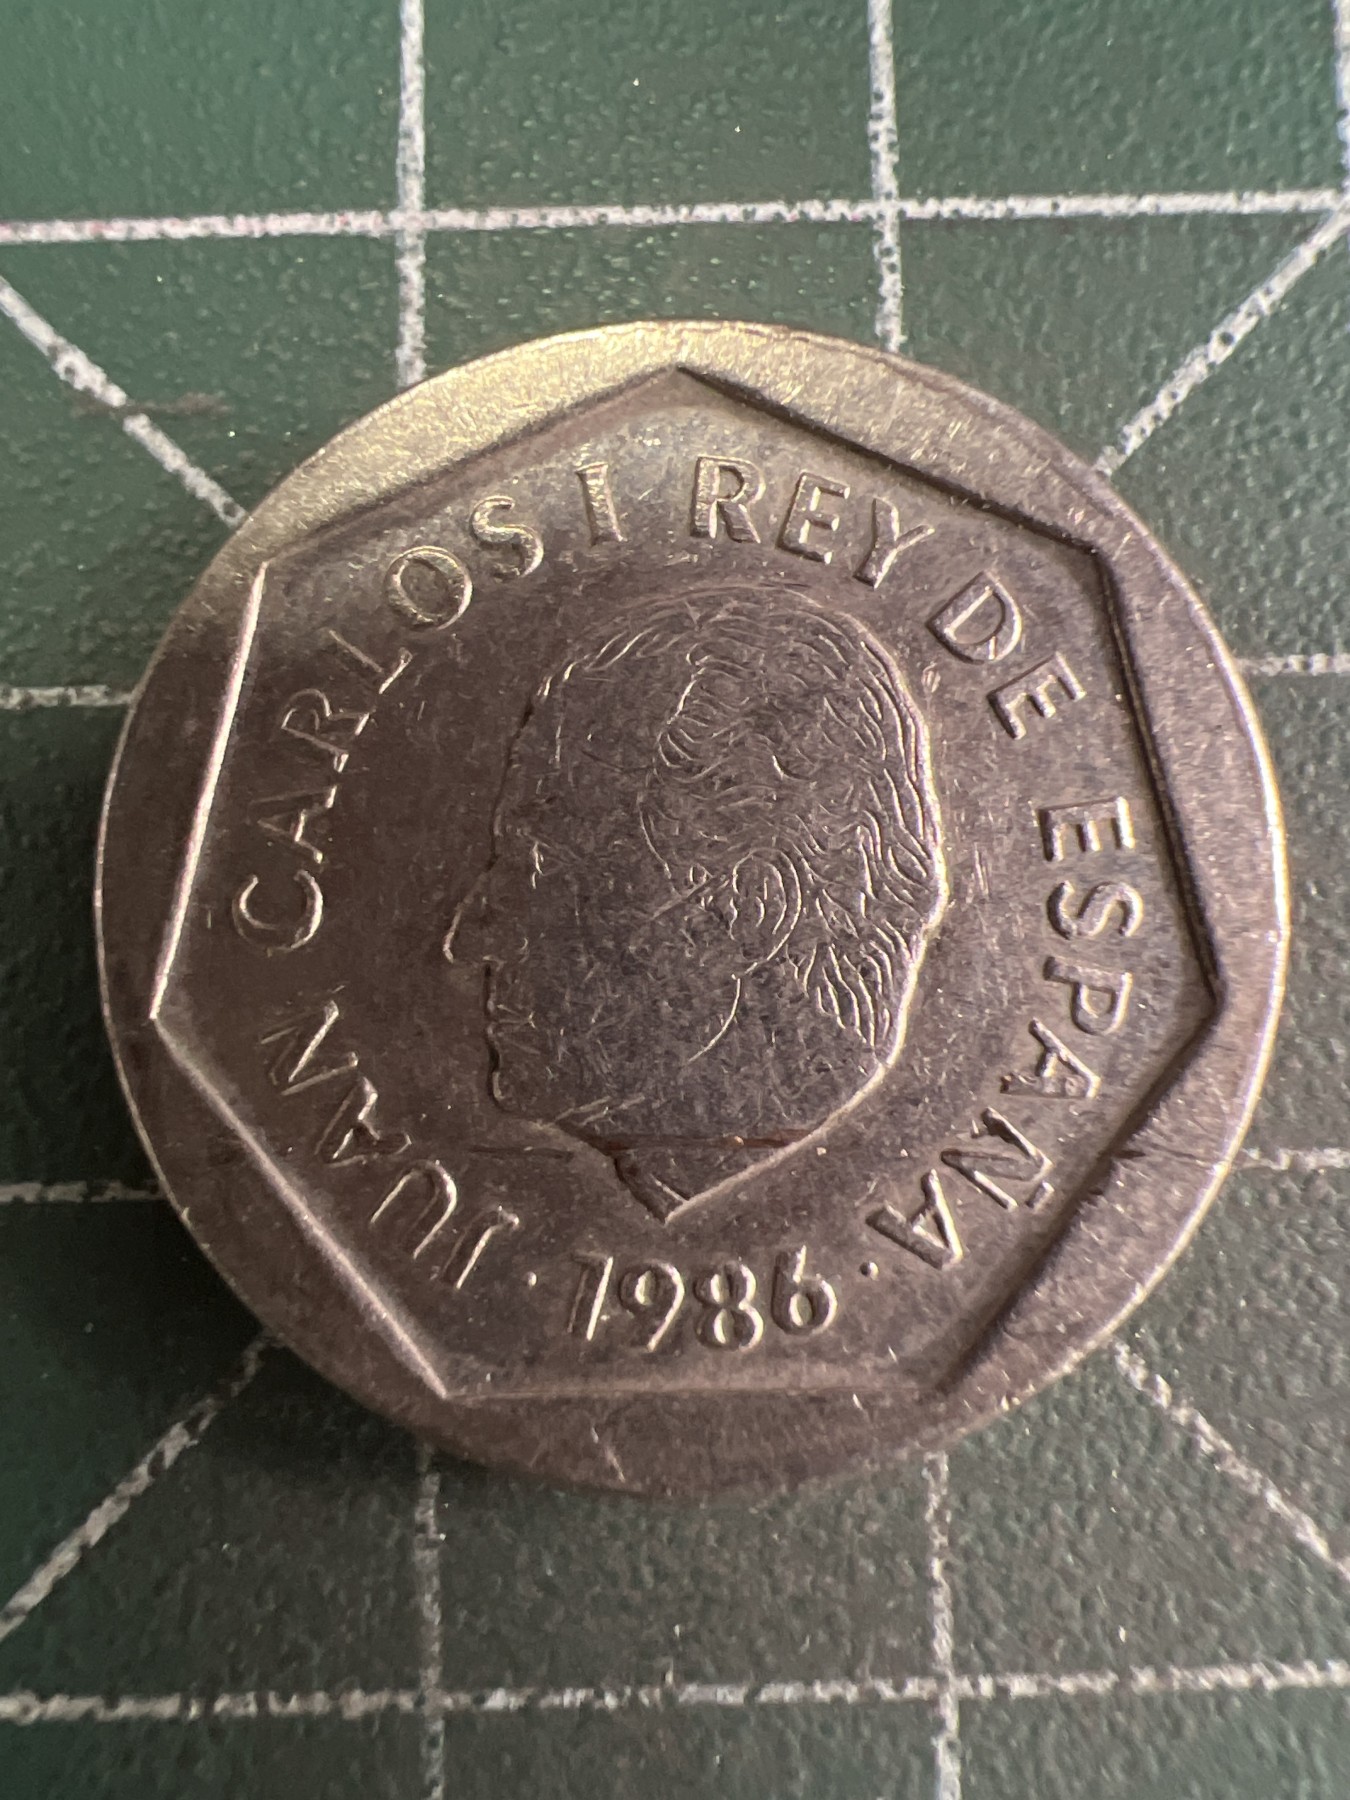 JUAN CARLOS I REY DE ESPAÑA
· 1986 ·